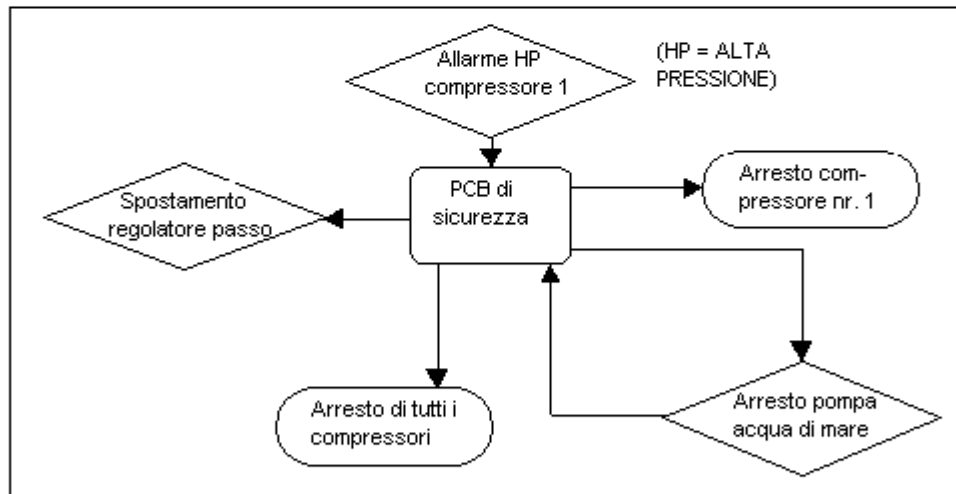 Allarme HP
compressore 1
(HP = ALTA
PRESSIONE)
Spostamento
regolatore passo
PCB di
sicurezza
Arresto com-
pressore nr. 1
Arresto di tutti i
compressori
Arresto pompa
acqua di mare